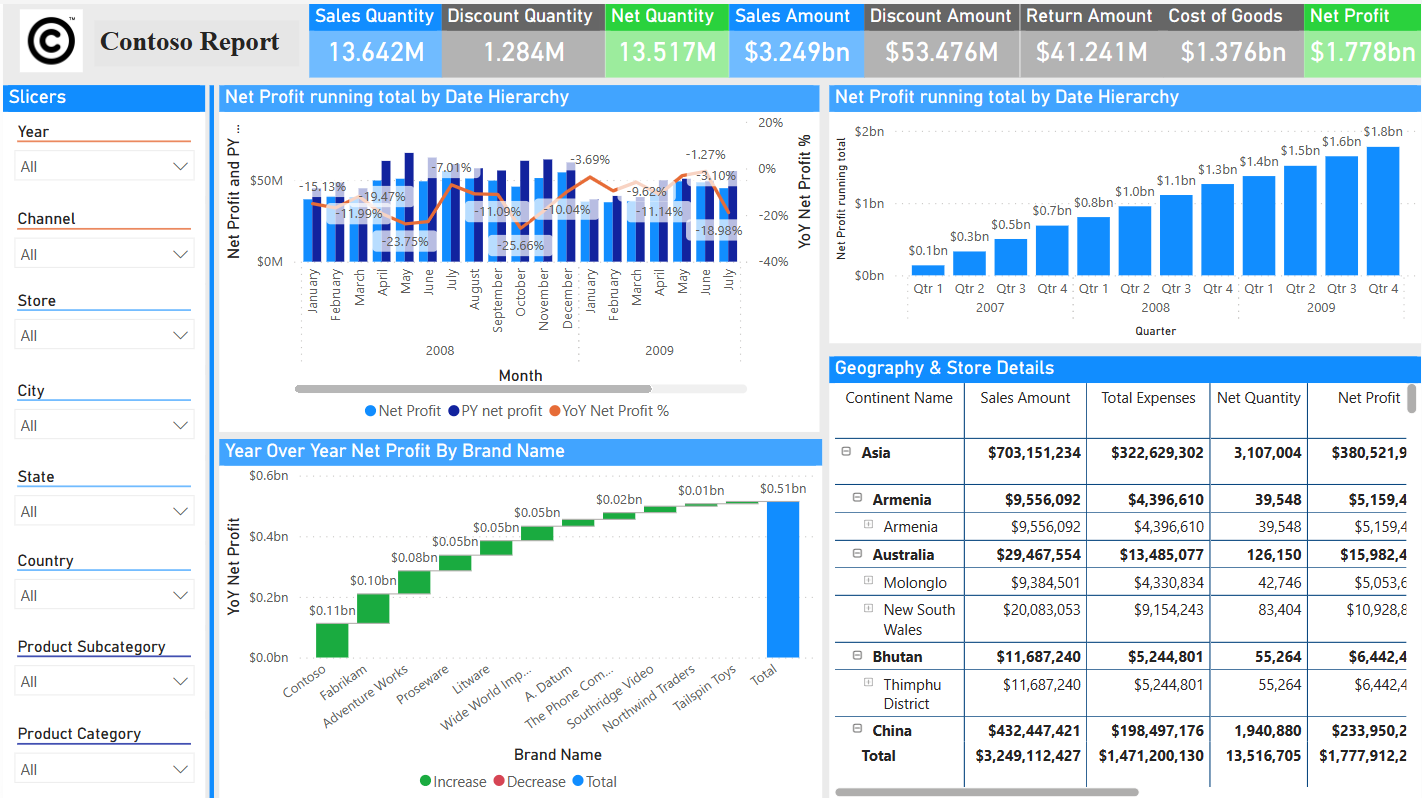 ©™
Contoso Report
Sales Quantity
13.642M
Discount Quantity
1.284M
Net Quantity
13.517M
Sales Amount
$3.249bn
Discount Amount
$53.476M
Return Amount
$41.241M
Cost of Goods
$1.376bn
Net Profit
$1.778bn
Slicers
Year
All
Channel
All
Store
All
City
All
State
All
Country
All
Product Subcategory
All
Product Category
All
Net Profit running total by Date Hierarchy
Net Profit and PY ...
$50M
$0M
20%
0%
-20%
-40%
YoY Net Profit %
-15.13%
-11.99%
-19.47%
-23.75%
-7.01%
-11.09%
-25.66%
-10.04%
-3.69%
-9.62%
-11.14%
-1.27%
-3.10%
-18.98%
January
February
March
April
May
June
July
August
September
October
November
December
January
February
March
April
May
June
July
2008
2009
Month
Net Profit
PY net profit
YoY Net Profit %
Net Profit running total by Date Hierarchy
Net Profit running total
$2bn
$1bn
$0bn
$0.1bn
$0.3bn
$0.5bn
$0.7bn
$0.8bn
$1.0bn
$1.1bn
$1.3bn
$1.4bn
$1.5bn
$1.6bn
$1.8bn
Qtr 1 Qtr 2 Qtr 3 Qtr 4 Qtr 1 Qtr 2 Qtr 3 Qtr 4 Qtr 1 Qtr 2 Qtr 3 Qtr 4
2007 2008 2009
Quarter
Year Over Year Net Profit By Brand Name
YoY Net Profit
$0.6bn
$0.4bn
$0.2bn
$0.0bn
$0.11bn
$0.10bn
$0.08bn
$0.05bn
$0.05bn
$0.05bn
$0.02bn
$0.01bn
$0.51bn
Contoso
Fabrikam
Adventure Works
Proseware
Litware
Wide World Imp...
A. Datum
The Phone Com...
Southridge Video
Northwind Traders
Tailspin Toys
Total
Brand Name
Increase
Decrease
Total
Geography & Store Details
Continent Name Sales Amount Total Expenses Net Quantity Net Profit
Asia $703,151,234 $322,629,302 3,107,004 $380,521,9
Armenia $9,556,092 $4,396,610 39,548 $5,159,4
Armenia $9,556,092 $4,396,610 39,548 $5,159,4
Australia $29,467,554 $13,485,077 126,150 $15,982,4
Molonglo $9,384,501 $4,330,834 42,746 $5,053,6
New South $20,083,053 $9,154,243 83,404 $10,928,8
Wales
Bhutan $11,687,240 $5,244,801 55,264 $6,442,4
Thimphu $11,687,240 $5,244,801 55,264 $6,442,4
District
China $432,447,421 $198,497,176 1,940,880 $233,950,2
Total $3,249,112,427 $1,471,200,130 13,516,705 $1,777,912,2